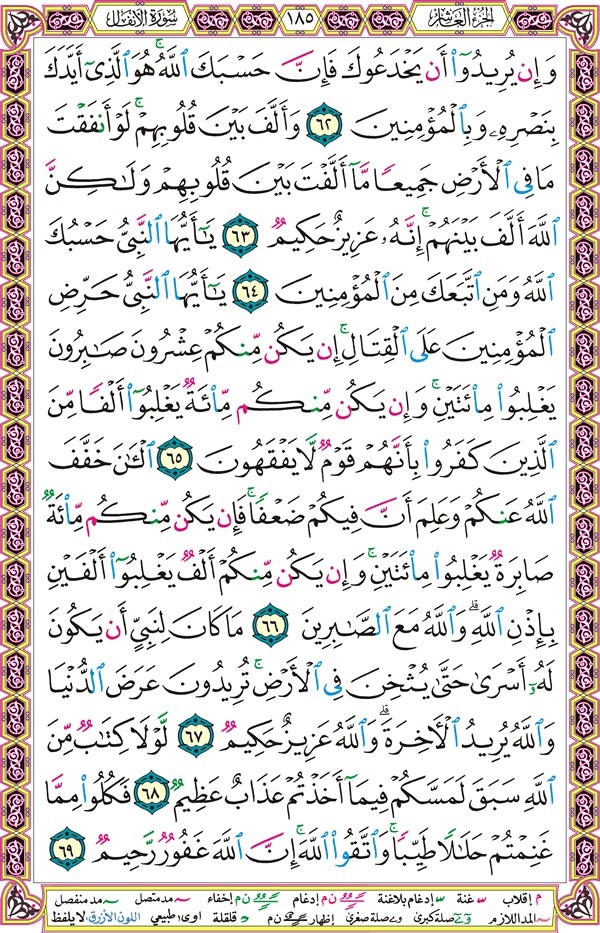 الجزء العاشر ١٨٥ سورة الأنفال
وَإِن يُرِيدُوٓا۟ أَن يَخْدَعُوكَ فَإِنَّ حَسْبَكَ ٱللَّهُ ۚ هُوَ ٱلَّذِىٓ أَيَّدَكَ
بِنَصْرِهِۦ وَبِٱلْمُؤْمِنِينَ ٦٢ وَأَلَّفَ بَيْنَ قُلُوبِهِمْ ۚ لَوْ أَنفَقْتَ
مَا فِى ٱلْأَرْضِ جَمِيعًا مَّآ أَلَّفْتَ بَيْنَ قُلُوبِهِمْ وَلَـٰكِنَّ
ٱللَّهَ أَلَّفَ بَيْنَهُمْ ۚ إِنَّهُۥ عَزِيزٌ حَكِيمٌ ٦٣ يَـٰٓأَيُّهَا ٱلنَّبِىُّ حَسْبُكَ
ٱللَّهُ وَمَنِ ٱتَّبَعَكَ مِنَ ٱلْمُؤْمِنِينَ ٦٤ يَـٰٓأَيُّهَا ٱلنَّبِىُّ حَرِّضِ
ٱلْمُؤْمِنِينَ عَلَى ٱلْقِتَالِ ۚ إِن يَكُن مِّنكُمْ عِشْرُونَ صَـٰبِرُونَ
يَغْلِبُوا۟ مِا۟ئَتَيْنِ ۚ وَإِن يَكُن مِّنكُم مِّا۟ئَةٌ يَغْلِبُوٓا۟ أَلْفًا مِّنَ
ٱلَّذِينَ كَفَرُوا۟ بِأَنَّهُمْ قَوْمٌ لَّا يَفْقَهُونَ ٦٥ ٱلْـَٔـٰنَ خَفَّفَ
ٱللَّهُ عَنكُمْ وَعَلِمَ أَنَّ فِيكُمْ ضَعْفًا ۚ فَإِن يَكُن مِّنكُم مِّا۟ئَةٌ
صَابِرَةٌ يَغْلِبُوا۟ مِا۟ئَتَيْنِ ۚ وَإِن يَكُن مِّنكُمْ أَلْفٌ يَغْلِبُوٓا۟ أَلْفَيْنِ
بِإِذْنِ ٱللَّهِ ۗ وَٱللَّهُ مَعَ ٱلصَّـٰبِرِينَ ٦٦ مَا كَانَ لِنَبِىٍّ أَن يَكُونَ
لَهُۥٓ أَسْرَىٰ حَتَّىٰ يُثْخِنَ فِى ٱلْأَرْضِ ۚ تُرِيدُونَ عَرَضَ ٱلدُّنْيَا
وَٱللَّهُ يُرِيدُ ٱلْـَٔاخِرَةَ ۗ وَٱللَّهُ عَزِيزٌ حَكِيمٌ ٦٧ لَّوْلَا كِتَـٰبٌ مِّنَ
ٱللَّهِ سَبَقَ لَمَسَّكُمْ فِيمَآ أَخَذْتُمْ عَذَابٌ عَظِيمٌ ٦٨ فَكُلُوا۟ مِمَّا
غَنِمْتُمْ حَلَـٰلًا طَيِّبًا ۚ وَٱتَّقُوا۟ ٱللَّهَ ۚ إِنَّ ٱللَّهَ غَفُورٌ رَّحِيمٌ ٦٩
م إقلاب غنة إدغام بلاغنة ن م إدغام ن م إخفاء مد متصل مد منفصل
المد اللازم صلة كبرى صلة صغرى إظهار ن م قلقلة اوى طبيعي اللون الأزرق: لا يلفظ